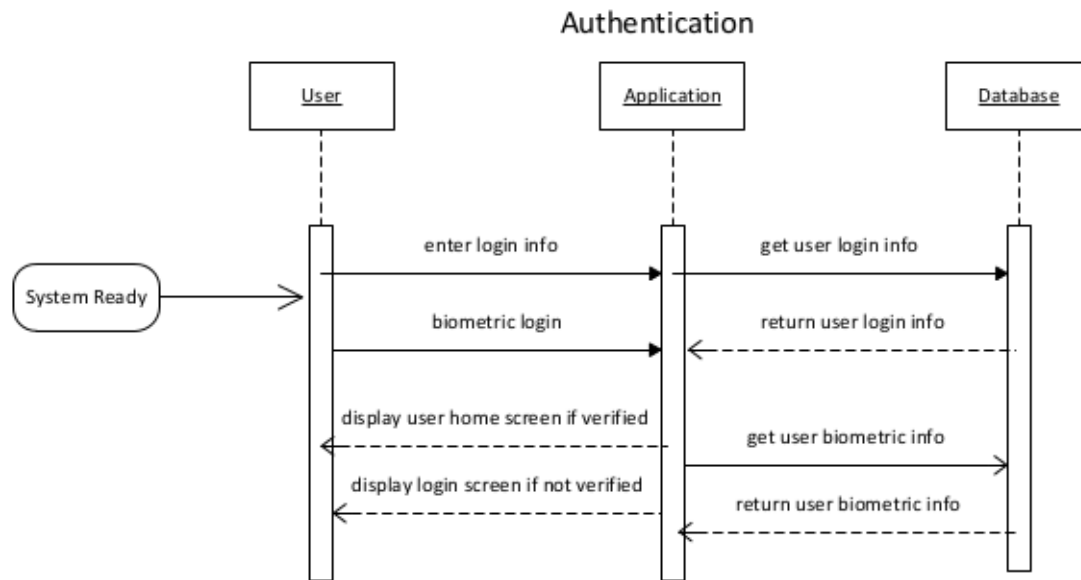 Authentication
User
Application
Database
enter login info
get user login info
System Ready
biometric login
return user login info
display user home screen if verified
get user biometric info
display login screen if not verified
return user biometric info